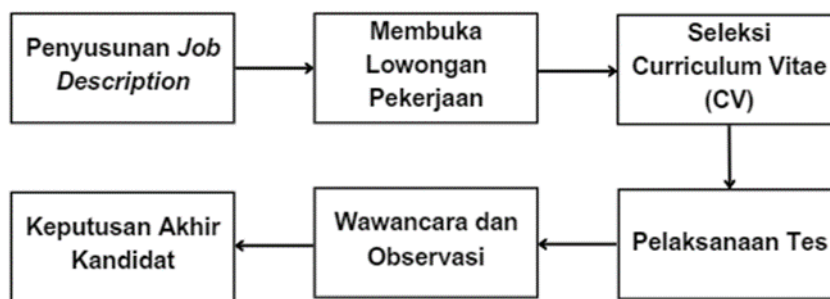 Penyusunan Job
Description
Membuka
Lowongan
Pekerjaan
Seleksi
Curriculum Vitae
(CV)
Keputusan Akhir
Kandidat
Wawancara dan
Observasi
Pelaksanaan Tes